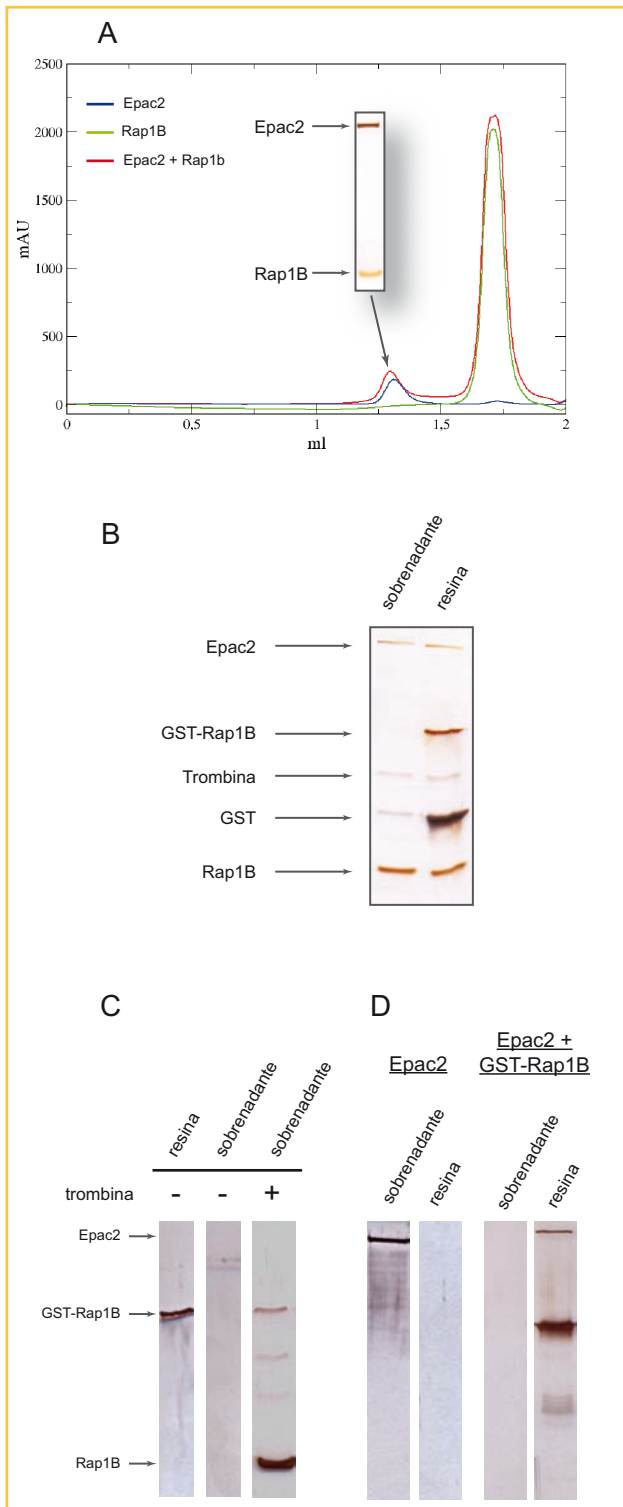 A
2500
2000
1500
1000
500
0
mAU
0
0,5
1
1,5
2
ml
Epac2
Rap1B
Epac2 + Rap1b
Epac2
Rap1B
B
sobrenadante
resina
Epac2
GST-Rap1B
Trombina
GST
Rap1B
C
resina
sobrenadante
sobrenadante
trombina - - +
Epac2
GST-Rap1B
Rap1B
D
Epac2
Epac2 +
GST-Rap1B
sobrenadante
resina
sobrenadante
resina